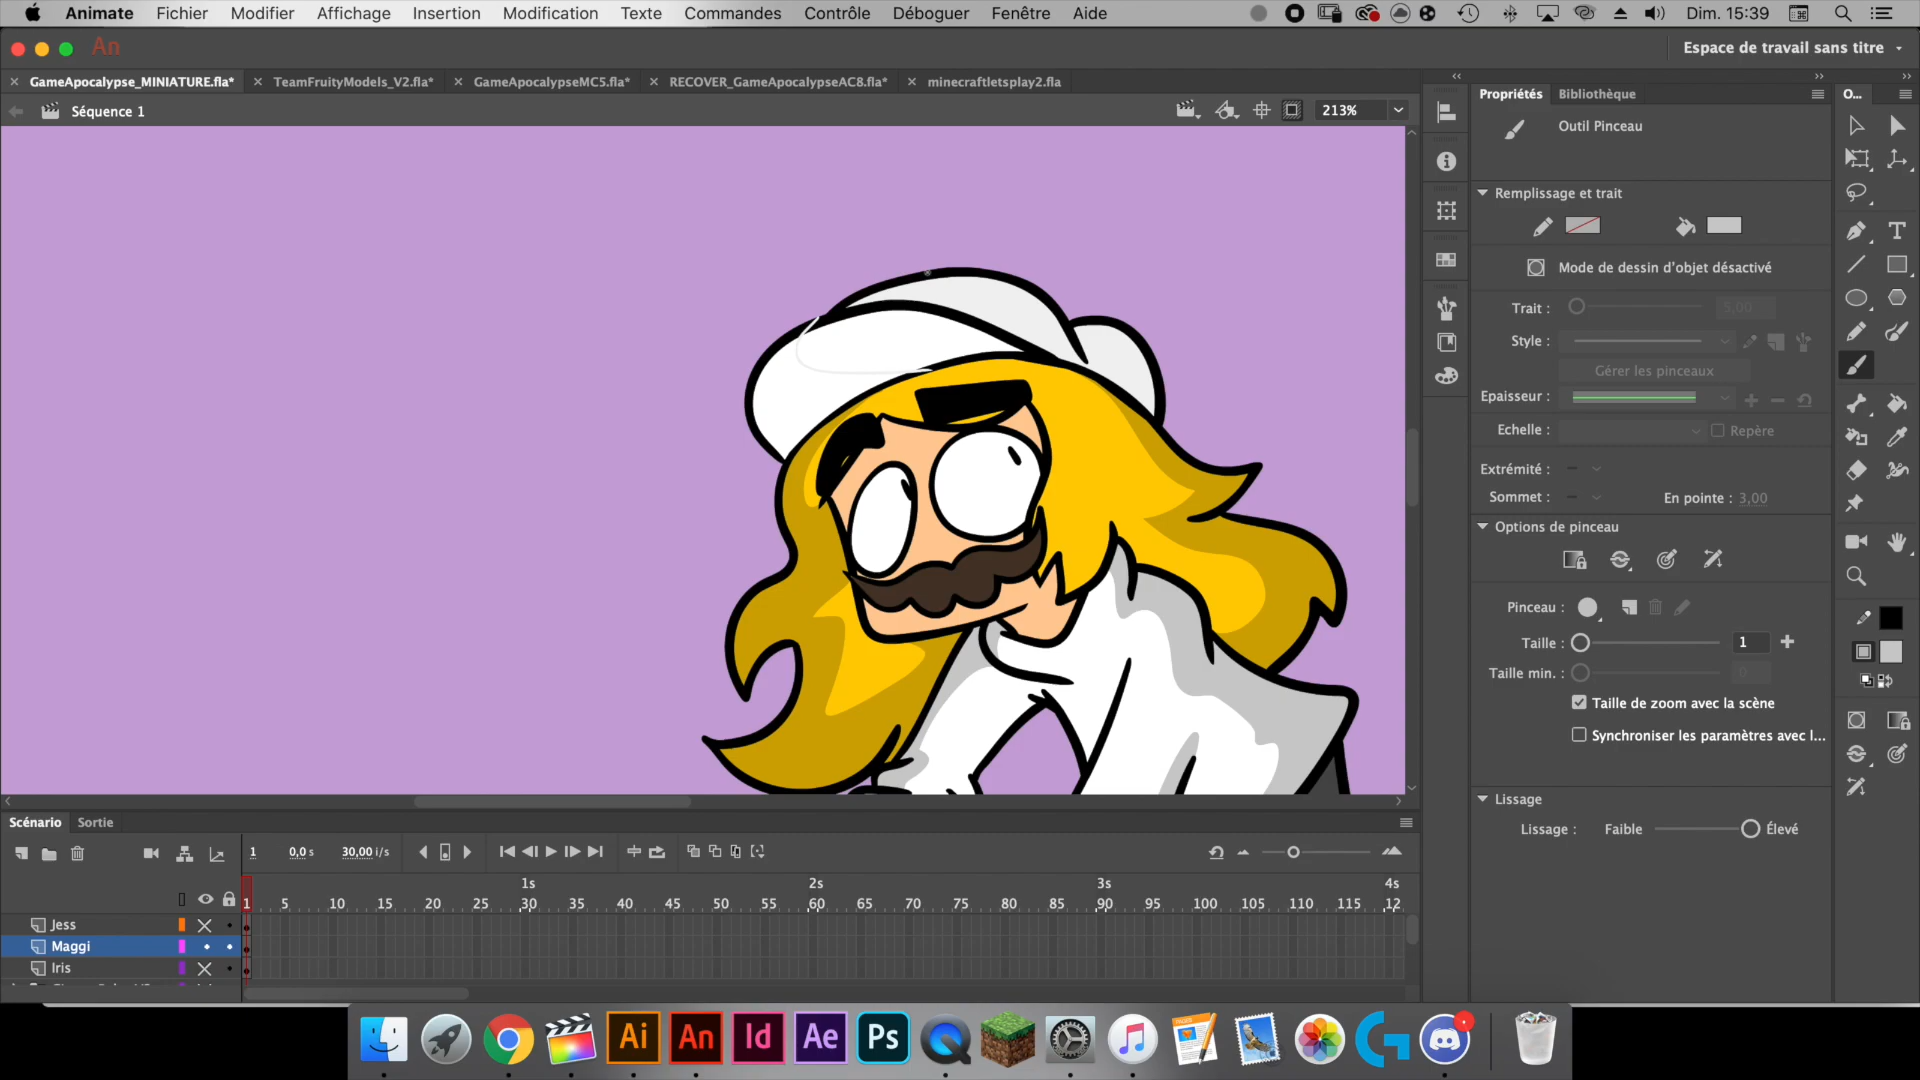 Animate Fichier Modifier Affichage Insertion Modification Texte Commandes Contrôle Déboguer Fenêtre Aide Dim. 15:39
An Espace de travail sans titre
GameApocalypse_MINIATURE.fla* TeamFruityModels_V2.fla* GameApocalypseMC5.fla* RECOVER_GameApocalypseAC8.fla* minecraftletsplay2.fla
Propriétés Bibliothèque O...
Séquence 1 213%
Outil Pinceau
Remplissage et trait
Mode de dessin d'objet désactivé
Trait : 5,00
Style :
Gérer les pinceaux
Epaisseur :
Echelle : Repère
Extrémité :
Sommet : En pointe : 3,00
Options de pinceau
Pinceau :
Taille : 1
Taille min. : 0
Taille de zoom avec la scène
Synchroniser les paramètres avec l...
Lissage
Lissage : Faible Élevé
Scénario Sortie
1 0,0 s 30,00 i/s
1s 2s 3s 4s
1 5 10 15 20 25 30 35 40 45 50 55 60 65 70 75 80 85 90 95 100 105 110 115 12
Jess
Maggi
Iris
Ai An Id Ae Ps